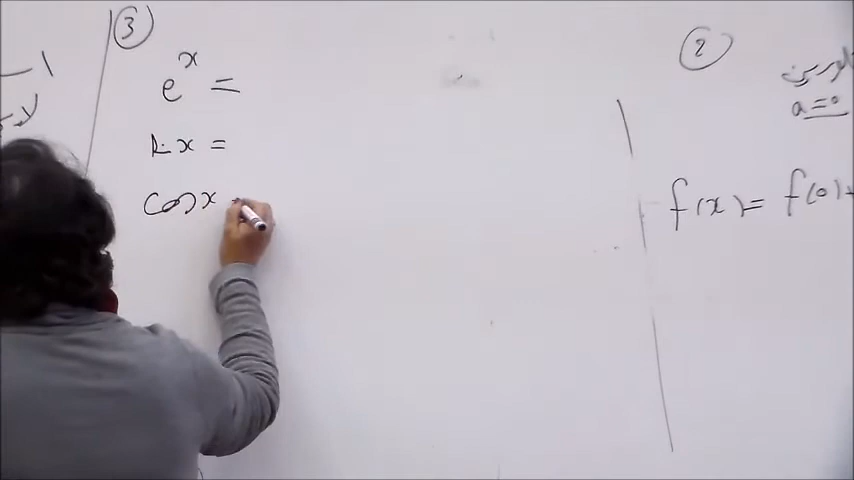 ③
e^x =
sin x =
cos x =
②
a = 0
f(x) = f(0) +